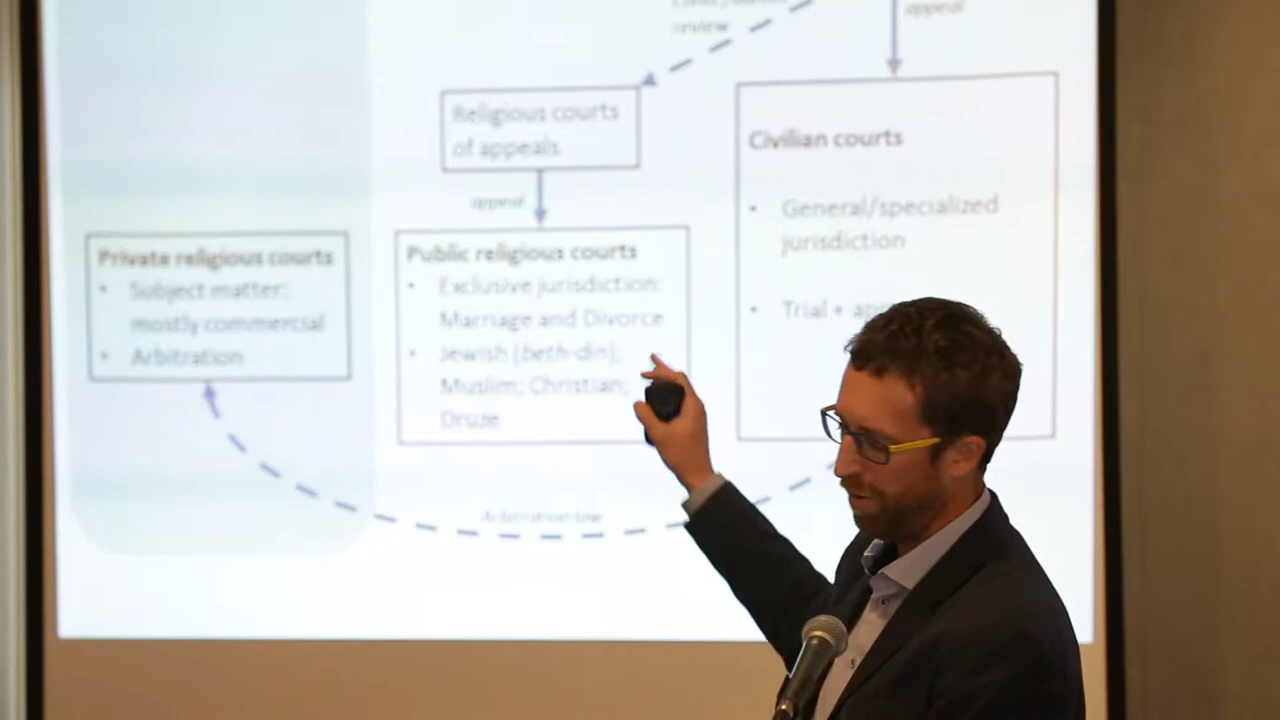 review
appeal
Religious courts
of appeals
appeal
Civilian courts
• General/specialized
jurisdiction
• Trial +
Private religious courts
• Subject matter:
mostly commercial
• Arbitration
Public religious courts
• Exclusive jurisdiction:
Marriage and Divorce
• Jewish (beth-din);
Muslim; Christian;
Druze
Arbitration law